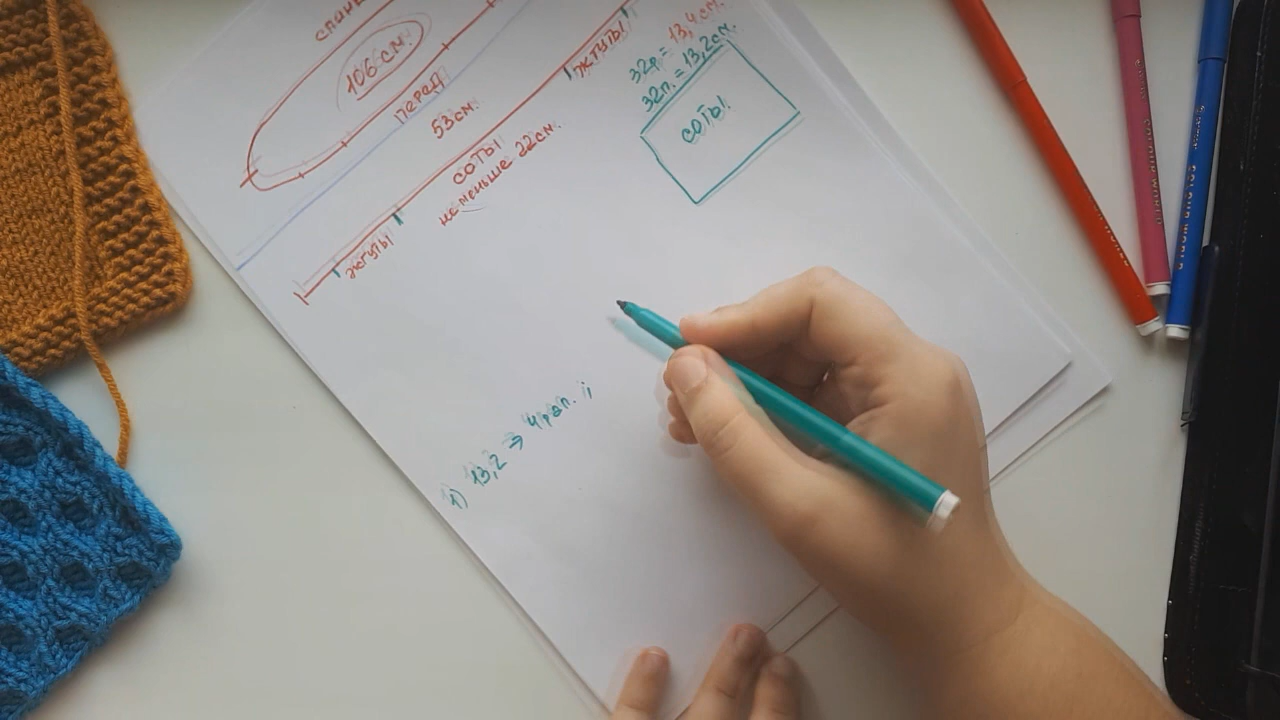 106 см.
перед
53 см.
жгуты
соты
не меньше 22 см.
жгуты
32р = 13,4 см.
32п. = 13,2 см.
соты
1) 13,2 → 4 рап.